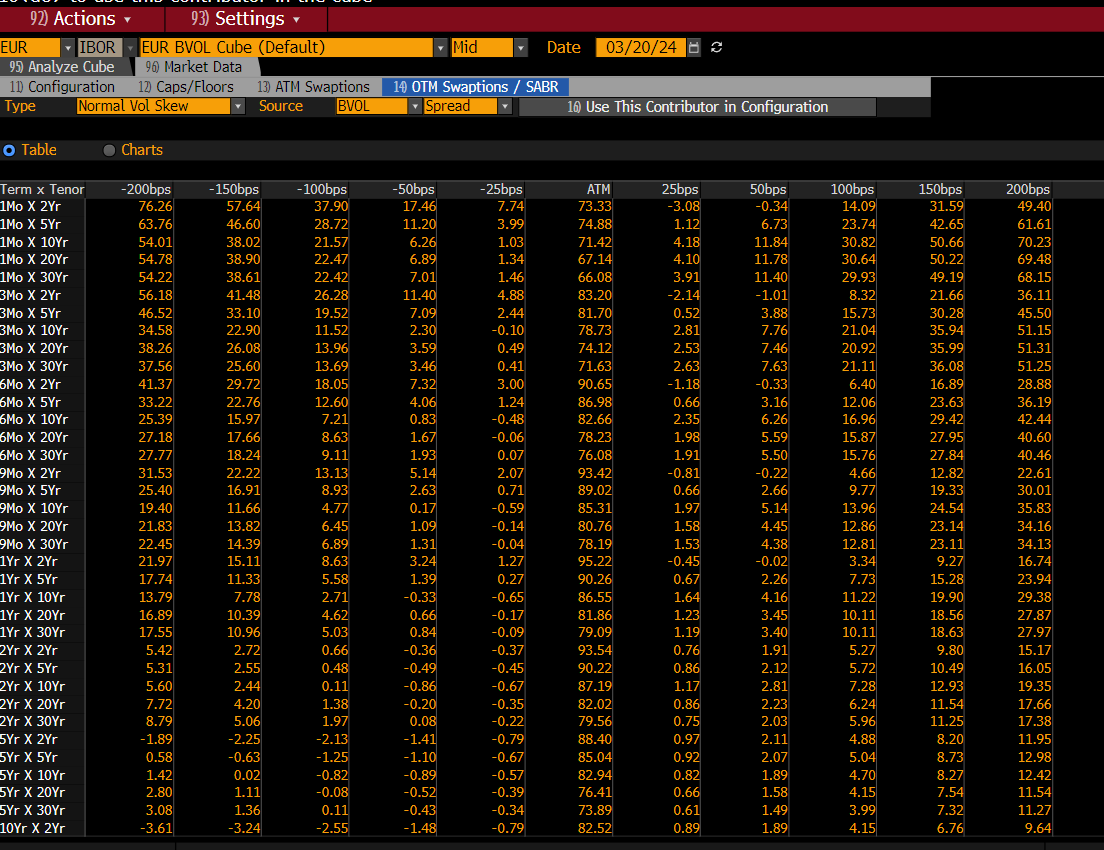 92) Actions 93) Settings
EUR IBOR EUR BVOL Cube (Default) Mid Date 03/20/24
95) Analyze Cube 96) Market Data
11) Configuration 12) Caps/Floors 13) ATM Swaptions 14) OTM Swaptions / SABR
Type Normal Vol Skew Source BVOL Spread 16) Use This Contributor in Configuration
Table Charts
Term x Tenor -200bps -150bps -100bps -50bps -25bps ATM 25bps 50bps 100bps 150bps 200bps
1Mo X 2Yr 76.26 57.64 37.90 17.46 7.74 73.33 -3.08 -0.34 14.09 31.59 49.40
1Mo X 5Yr 63.76 46.60 28.72 11.20 3.99 74.88 1.12 6.73 23.74 42.65 61.61
1Mo X 10Yr 54.01 38.02 21.57 6.26 1.03 71.42 4.18 11.84 30.82 50.66 70.23
1Mo X 20Yr 54.78 38.90 22.47 6.89 1.34 67.14 4.10 11.78 30.64 50.22 69.48
1Mo X 30Yr 54.22 38.61 22.42 7.01 1.46 66.08 3.91 11.40 29.93 49.19 68.15
3Mo X 2Yr 56.18 41.48 26.28 11.40 4.88 83.20 -2.14 -1.01 8.32 21.66 36.11
3Mo X 5Yr 46.52 33.10 19.52 7.09 2.44 81.70 0.52 3.88 15.73 30.28 45.50
3Mo X 10Yr 34.58 22.90 11.52 2.30 -0.10 78.73 2.81 7.76 21.04 35.94 51.15
3Mo X 20Yr 38.26 26.08 13.96 3.59 0.49 74.12 2.53 7.46 20.92 35.99 51.31
3Mo X 30Yr 37.56 25.60 13.69 3.46 0.41 71.63 2.63 7.63 21.11 36.08 51.25
6Mo X 2Yr 41.37 29.72 18.05 7.32 3.00 90.65 -1.18 -0.33 6.40 16.89 28.88
6Mo X 5Yr 33.22 22.76 12.60 4.06 1.24 86.98 0.66 3.16 12.06 23.63 36.19
6Mo X 10Yr 25.39 15.97 7.21 0.83 -0.48 82.66 2.35 6.26 16.96 29.42 42.44
6Mo X 20Yr 27.18 17.66 8.63 1.67 -0.06 78.23 1.98 5.59 15.87 27.95 40.60
6Mo X 30Yr 27.77 18.24 9.11 1.93 0.07 76.08 1.91 5.50 15.76 27.84 40.46
9Mo X 2Yr 31.53 22.22 13.13 5.14 2.07 93.42 -0.81 -0.22 4.66 12.82 22.61
9Mo X 5Yr 25.40 16.91 8.93 2.63 0.71 89.02 0.66 2.66 9.77 19.33 30.01
9Mo X 10Yr 19.40 11.66 4.77 0.17 -0.59 85.31 1.97 5.14 13.96 24.54 35.83
9Mo X 20Yr 21.83 13.82 6.45 1.09 -0.14 80.76 1.58 4.45 12.86 23.14 34.16
9Mo X 30Yr 22.45 14.39 6.89 1.31 -0.04 78.19 1.53 4.38 12.81 23.11 34.13
1Yr X 2Yr 21.97 15.11 8.63 3.24 1.27 95.22 -0.45 -0.02 3.34 9.27 16.74
1Yr X 5Yr 17.74 11.33 5.58 1.39 0.27 90.26 0.67 2.26 7.73 15.28 23.94
1Yr X 10Yr 13.79 7.78 2.71 -0.33 -0.65 86.55 1.64 4.16 11.22 19.90 29.38
1Yr X 20Yr 16.89 10.39 4.62 0.66 -0.17 81.86 1.23 3.45 10.11 18.56 27.87
1Yr X 30Yr 17.55 10.96 5.03 0.84 -0.09 79.09 1.19 3.40 10.11 18.63 27.97
2Yr X 2Yr 5.42 2.72 0.66 -0.36 -0.37 93.54 0.76 1.91 5.27 9.80 15.17
2Yr X 5Yr 5.31 2.55 0.48 -0.49 -0.45 90.22 0.86 2.12 5.72 10.49 16.05
2Yr X 10Yr 5.60 2.44 0.11 -0.86 -0.67 87.19 1.17 2.81 7.28 12.93 19.35
2Yr X 20Yr 7.72 4.20 1.38 -0.20 -0.35 82.02 0.86 2.23 6.24 11.54 17.66
2Yr X 30Yr 8.79 5.06 1.97 0.08 -0.22 79.56 0.75 2.03 5.96 11.25 17.38
5Yr X 2Yr -1.89 -2.25 -2.13 -1.41 -0.79 88.40 0.97 2.11 4.88 8.20 11.95
5Yr X 5Yr 0.58 -0.63 -1.25 -1.10 -0.67 85.04 0.92 2.07 5.04 8.73 12.98
5Yr X 10Yr 1.42 0.02 -0.82 -0.89 -0.57 82.94 0.82 1.89 4.70 8.27 12.42
5Yr X 20Yr 2.80 1.11 -0.08 -0.52 -0.39 76.41 0.66 1.58 4.15 7.54 11.54
5Yr X 30Yr 3.08 1.36 0.11 -0.43 -0.34 73.89 0.61 1.49 3.99 7.32 11.27
10Yr X 2Yr -3.61 -3.24 -2.55 -1.48 -0.79 82.52 0.89 1.89 4.15 6.76 9.64